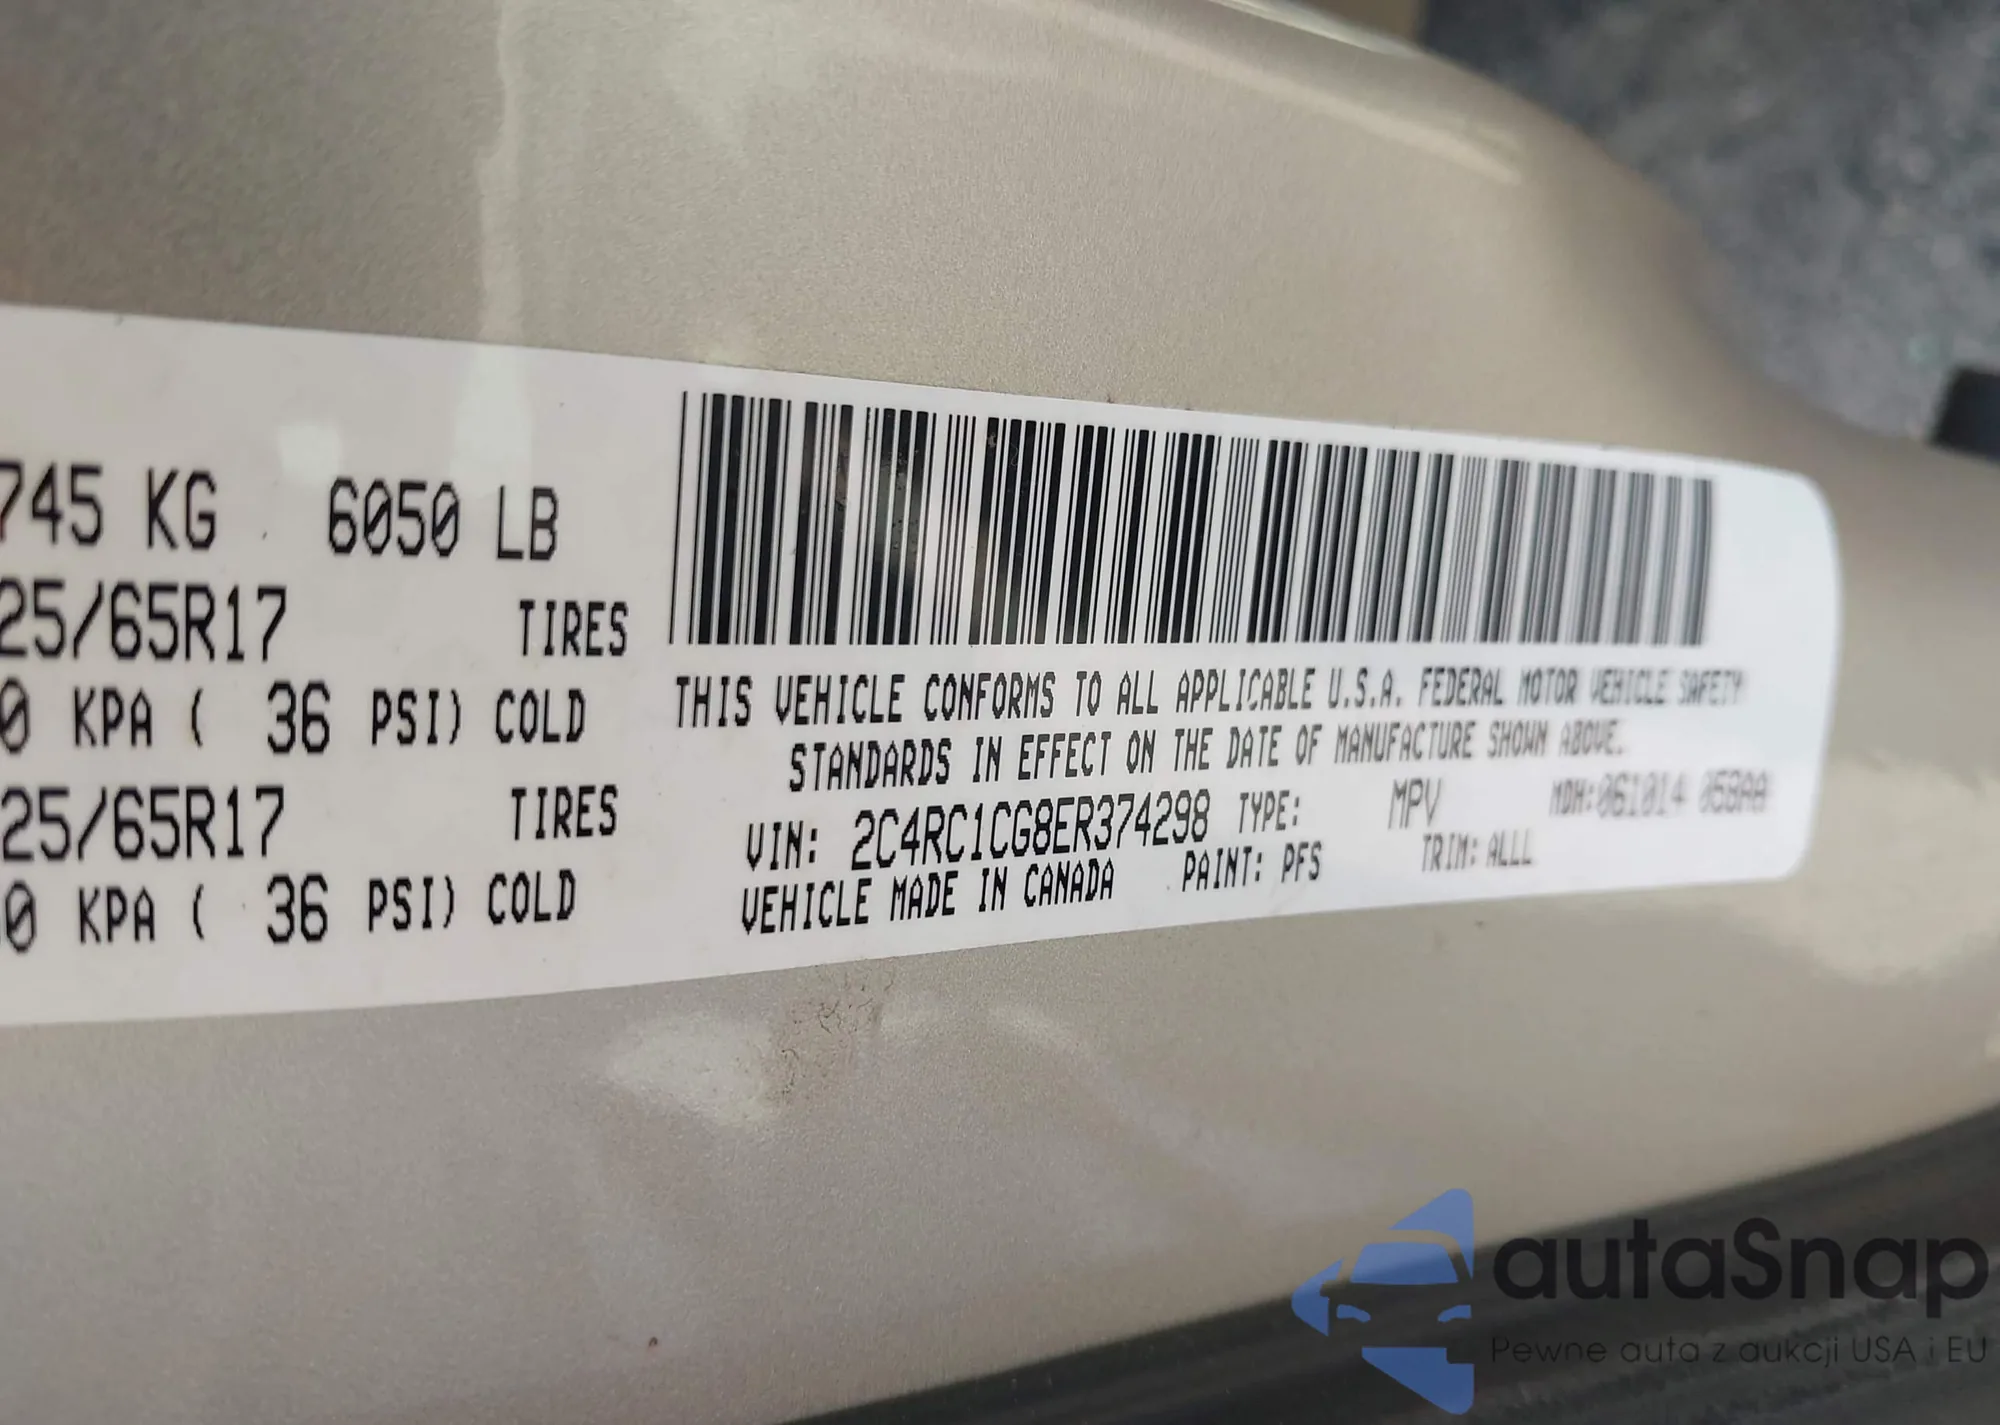 745 KG 6050 LB
25/65R17 TIRES
0 KPA ( 36 PSI) COLD
25/65R17 TIRES
0 KPA ( 36 PSI) COLD
THIS VEHICLE CONFORMS TO ALL APPLICABLE U.S.A. FEDERAL MOTOR VEHICLE SAFETY
STANDARDS IN EFFECT ON THE DATE OF MANUFACTURE SHOWN ABOVE.
VIN: 2C4RC1CG8ER374298 TYPE: MPV MDH:061014
VEHICLE MADE IN CANADA PAINT: PFS TRIM: ALLL
autaSnap
Pewne auta z aukcji USA i EU